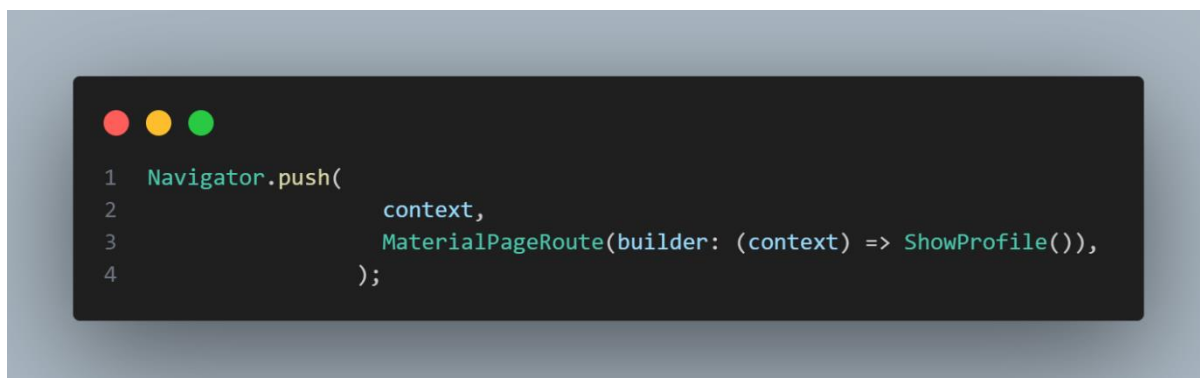 1 Navigator.push(
2 context,
3 MaterialPageRoute(builder: (context) => ShowProfile()),
4 );